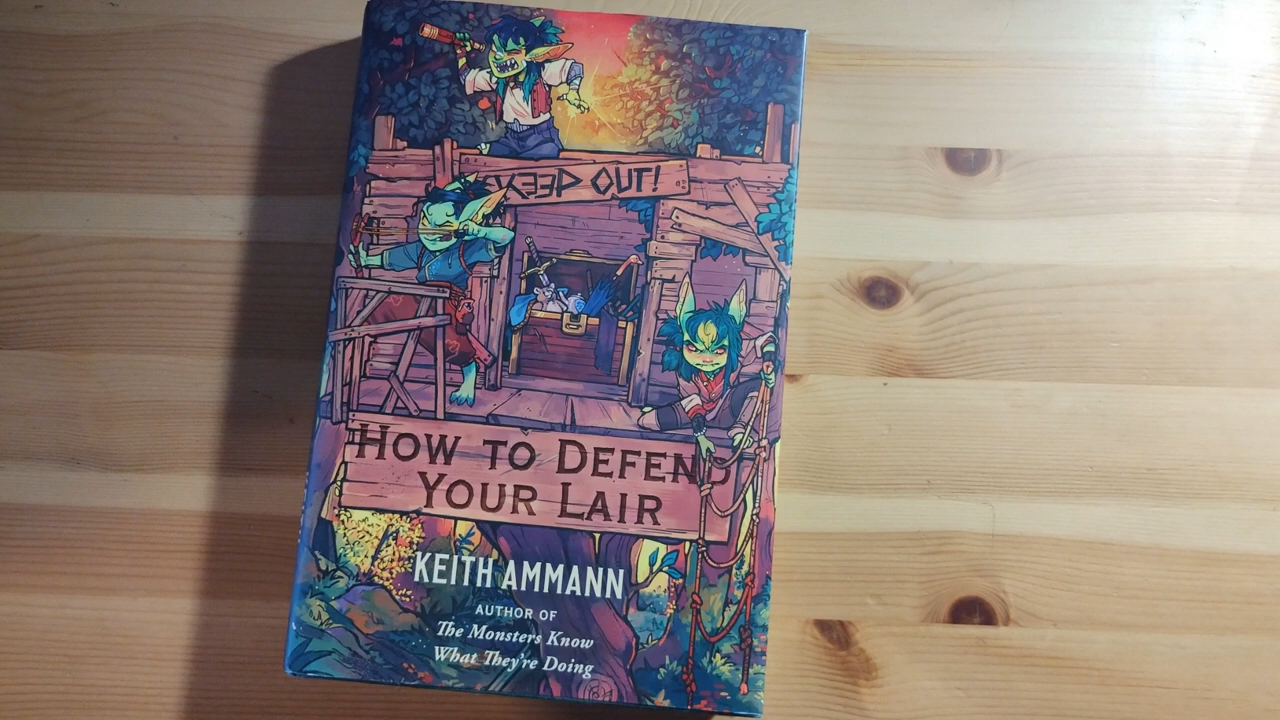 KEEP OUT!
HOW TO DEFEND
YOUR LAIR
KEITH AMMANN
AUTHOR OF
The Monsters Know
What They're Doing